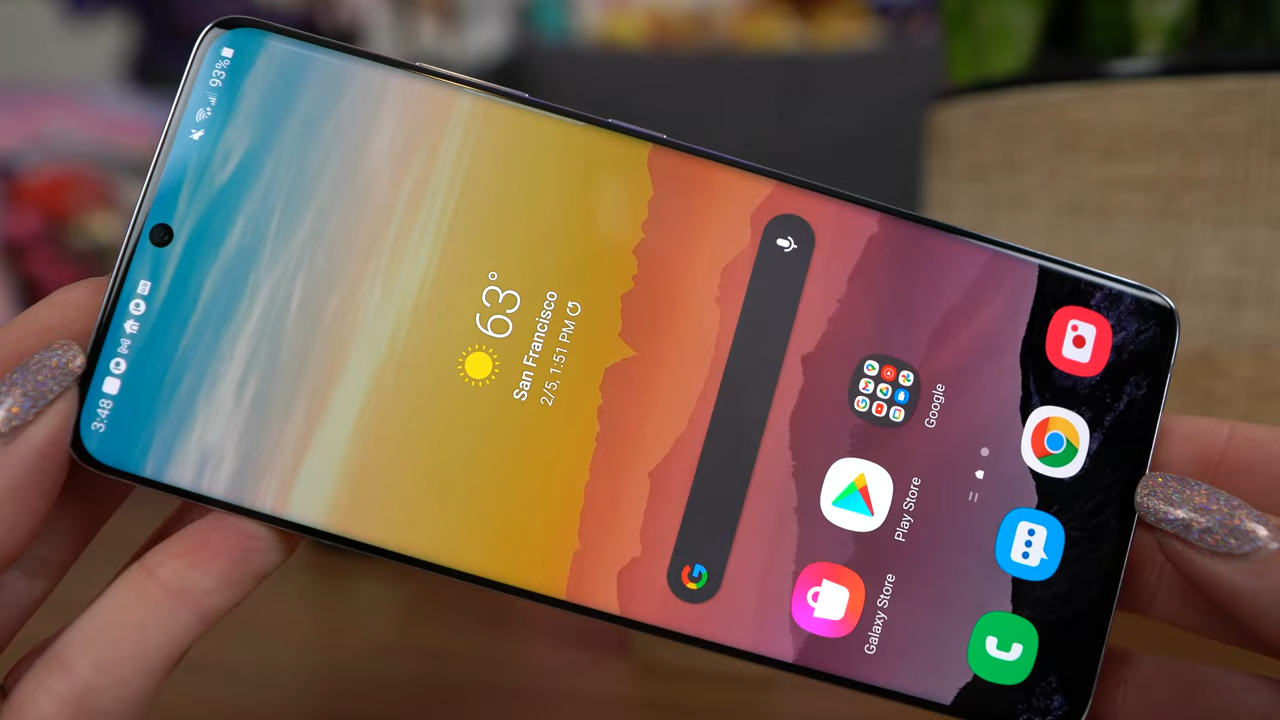 3:48
93%
63°
San Francisco
2/5, 1:51 PM
Google
Play Store
Galaxy Store